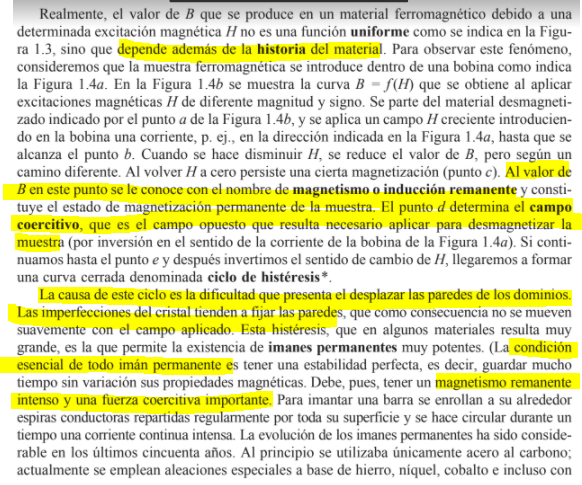 Realmente, el valor de B que se produce en un material ferromagnético debido a una
determinada excitación magnética H no es una función uniforme como se indica en la Figu-
ra 1.3, sino que depende además de la historia del material. Para observar este fenómeno,
consideremos que la muestra ferromagnética se introduce dentro de una bobina como indica
la Figura 1.4a. En la Figura 1.4b se muestra la curva B = f(H) que se obtiene al aplicar
excitaciones magnéticas H de diferente magnitud y signo. Se parte del material desmagneti-
zado indicado por el punto a de la Figura 1.4b, y se aplica un campo H creciente introducien-
do en la bobina una corriente, p. ej., en la dirección indicada en la Figura 1.4a, hasta que se
alcanza el punto b. Cuando se hace disminuir H, se reduce el valor de B, pero según un
camino diferente. Al volver H a cero persiste una cierta magnetización (punto c). Al valor de
B en este punto se le conoce con el nombre de magnetismo o inducción remanente y consti-
tuye el estado de magnetización permanente de la muestra. El punto d determina el campo
coercitivo, que es el campo opuesto que resulta necesario aplicar para desmagnetizar la
muestra (por inversión en el sentido de la corriente de la bobina de la Figura 1.4a). Si conti-
nuamos hasta el punto e y después invertimos el sentido de cambio de H, llegaremos a formar
una curva cerrada denominada ciclo de histéresis*.
La causa de este ciclo es la dificultad que presenta el desplazar las paredes de los dominios.
Las imperfecciones del cristal tienden a fijar las paredes, que como consecuencia no se mueven
suavemente con el campo aplicado. Esta histéresis, que en algunos materiales resulta muy
grande, es la que permite la existencia de imanes permanentes muy potentes. (La condición
esencial de todo imán permanente es tener una estabilidad perfecta, es decir, guardar mucho
tiempo sin variación sus propiedades magnéticas. Debe, pues, tener un magnetismo remanente
intenso y una fuerza coercitiva importante. Para imantar una barra se enrollan a su alrededor
espiras conductoras repartidas regularmente por toda su superficie y se hace circular durante un
tiempo una corriente continua intensa. La evolución de los imanes permanentes ha sido conside-
rable en los últimos cincuenta años. Al principio se utilizaba únicamente acero al carbono;
actualmente se emplean aleaciones especiales a base de hierro, níquel, cobalto e incluso con